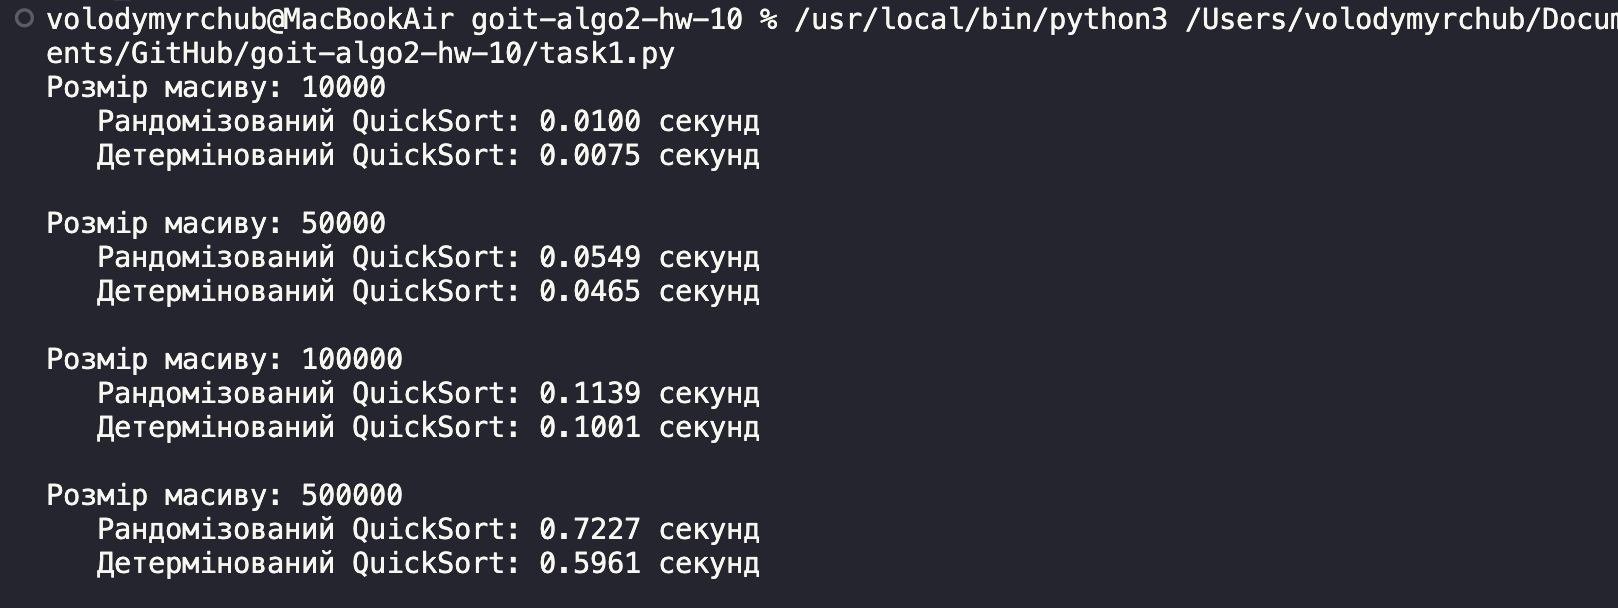 volodymyrchub@MacBookAir goit-algo2-hw-10 % /usr/local/bin/python3 /Users/volodymyrchub/Docum
ents/GitHub/goit-algo2-hw-10/task1.py
Розмір масиву: 10000
Рандомізований QuickSort: 0.0100 секунд
Детермінований QuickSort: 0.0075 секунд
Розмір масиву: 50000
Рандомізований QuickSort: 0.0549 секунд
Детермінований QuickSort: 0.0465 секунд
Розмір масиву: 100000
Рандомізований QuickSort: 0.1139 секунд
Детермінований QuickSort: 0.1001 секунд
Розмір масиву: 500000
Рандомізований QuickSort: 0.7227 секунд
Детермінований QuickSort: 0.5961 секунд